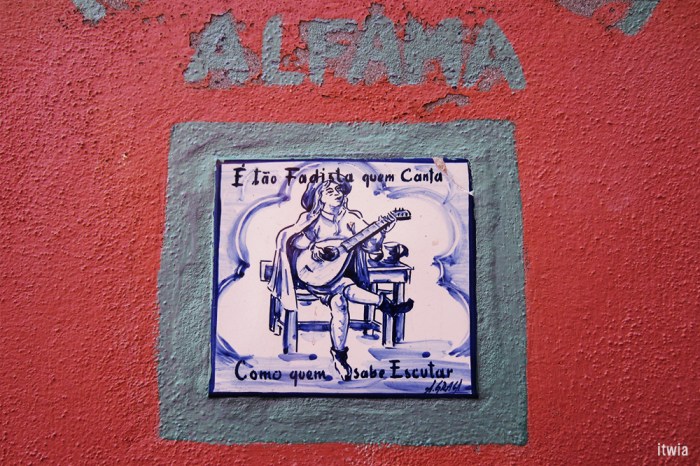 ALFAMA
É tão Fadista quem Canta
Como quem sabe Escutar
itwia